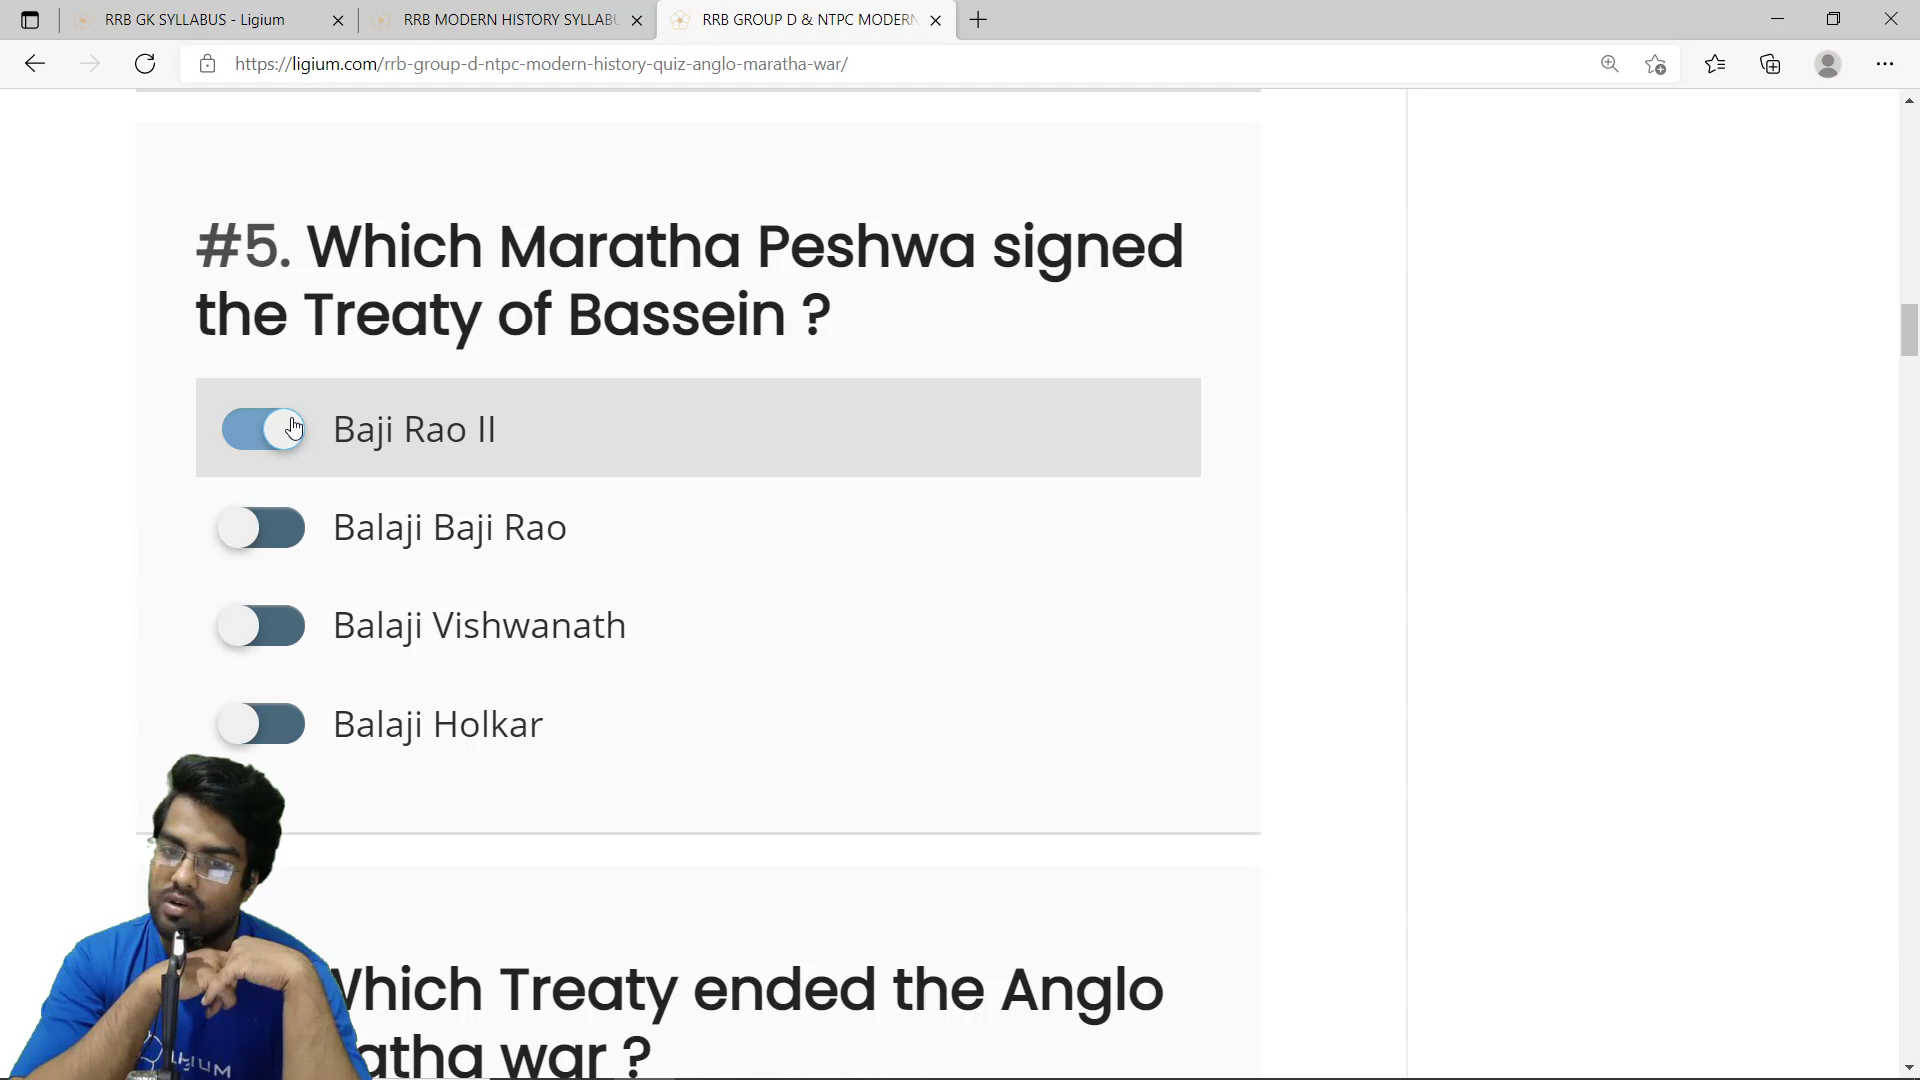 RRB GK SYLLABUS - Ligium
RRB MODERN HISTORY SYLLABU
RRB GROUP D & NTPC MODERN
https://ligium.com/rrb-group-d-ntpc-modern-history-quiz-anglo-maratha-war/
#5. Which Maratha Peshwa signed
the Treaty of Bassein ?
Baji Rao II
Balaji Baji Rao
Balaji Vishwanath
Balaji Holkar
Which Treaty ended the Anglo
atha war ?
LIGIUM